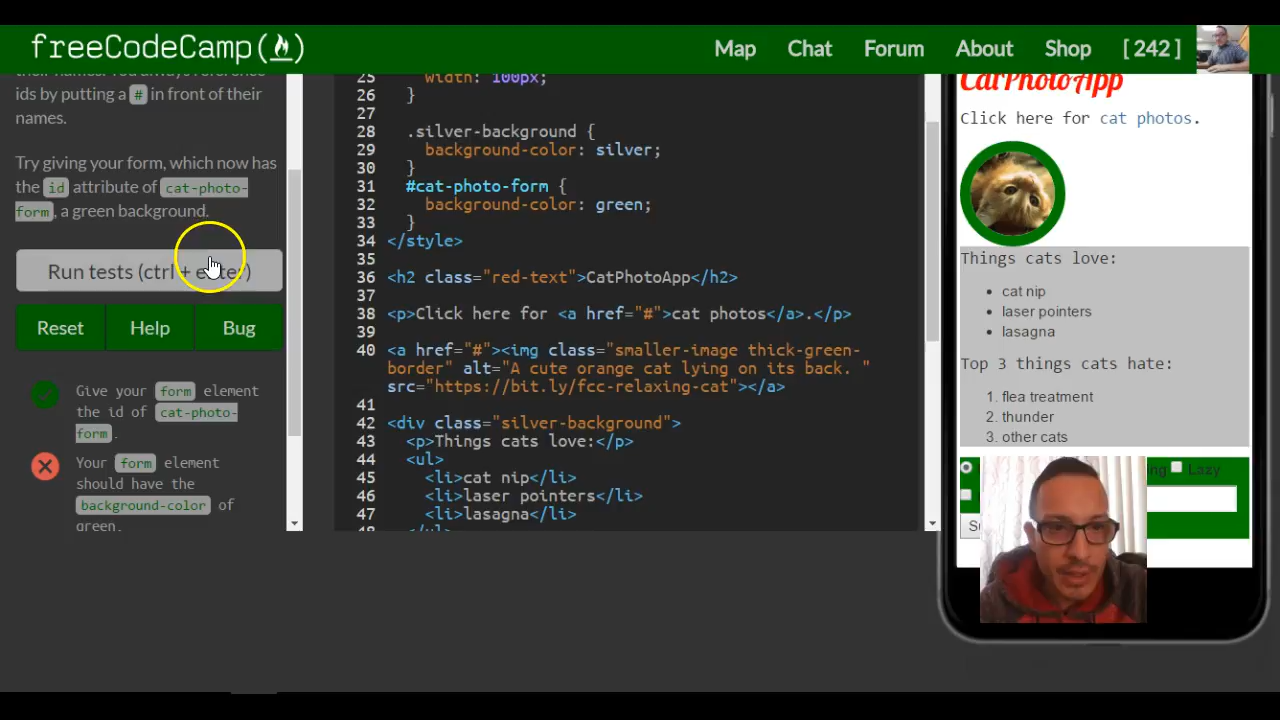 freeCodeCamp
Map
Chat
Forum
About
Shop
[ 242 ]
their names. You always reference
ids by putting a # in front of their
names.
Try giving your form, which now has
the id attribute of cat-photo-
form, a green background.
Run tests (ctrl + enter)
Reset
Help
Bug
Give your form element
the id of cat-photo-
form.
Your form element
should have the
background-color of
green.
25 width: 100px;
26 }
27
28 .silver-background {
29 background-color: silver;
30 }
31 #cat-photo-form {
32 background-color: green;
33 }
34 </style>
35
36 <h2 class="red-text">CatPhotoApp</h2>
37
38 <p>Click here for <a href="#">cat photos</a>.</p>
39
40 <a href="#"><img class="smaller-image thick-green-
border" alt="A cute orange cat lying on its back. "
src="https://bit.ly/fcc-relaxing-cat"></a>
41
42 <div class="silver-background">
43 <p>Things cats love:</p>
44 <ul>
45 <li>cat nip</li>
46 <li>laser pointers</li>
47 <li>lasagna</li>
48 </ul>
CatPhotoApp
Click here for cat photos.
Things cats love:
• cat nip
• laser pointers
• lasagna
Top 3 things cats hate:
1. flea treatment
2. thunder
3. other cats
Lazy